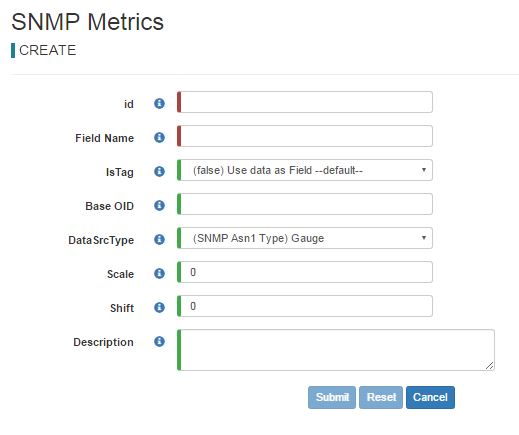 SNMP Metrics
CREATE
id
Field Name
IsTag (false) Use data as Field --default--
Base OID
DataSrcType (SNMP Asn1 Type) Gauge
Scale 0
Shift 0
Description
Submit Reset Cancel